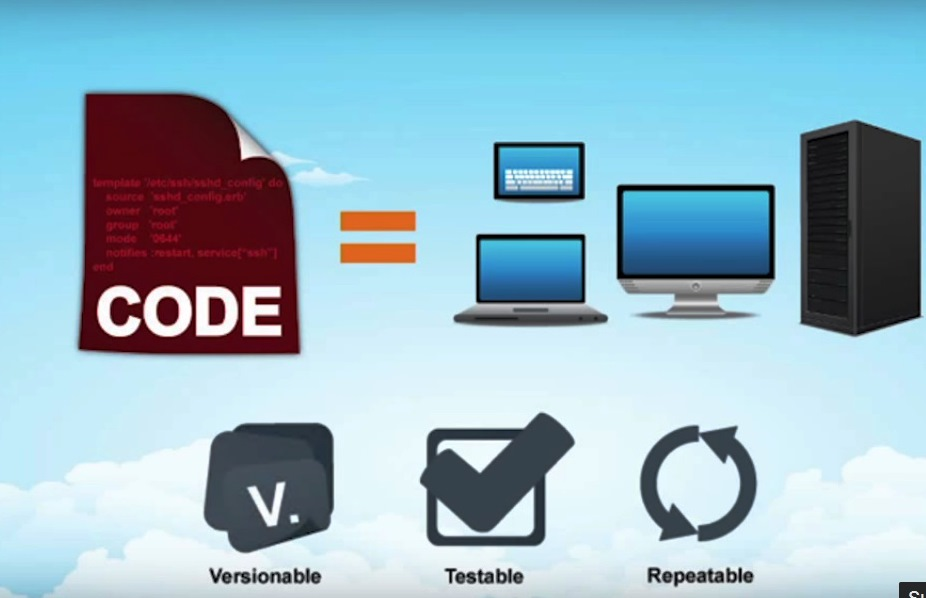 template '/etc/ssh/sshd_config' do
source 'sshd_config.erb'
owner 'root'
group 'root'
mode '0644'
notifies :restart, service["ssh"]
end
CODE
V.
Versionable
Testable
Repeatable